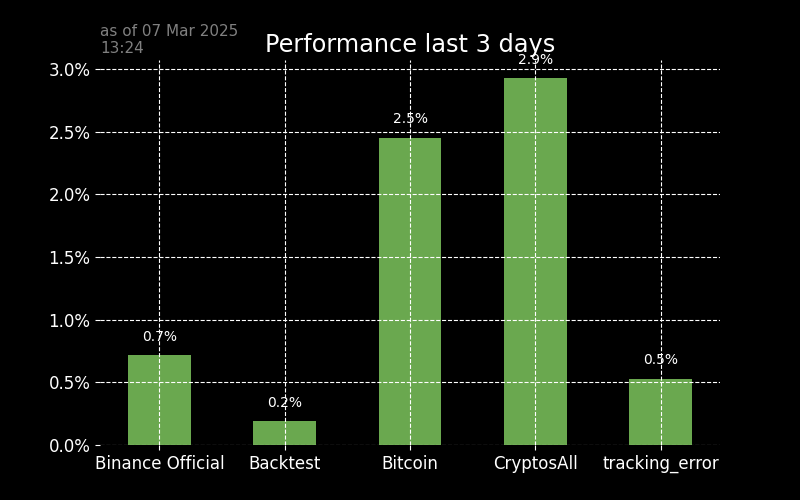 as of 07 Mar 2025
13:24
Performance last 3 days
3.0%
2.5%
2.0%
1.5%
1.0%
0.5%
0.0%
0.7%
0.2%
2.5%
2.9%
0.5%
Binance Official
Backtest
Bitcoin
CryptosAll
tracking_error